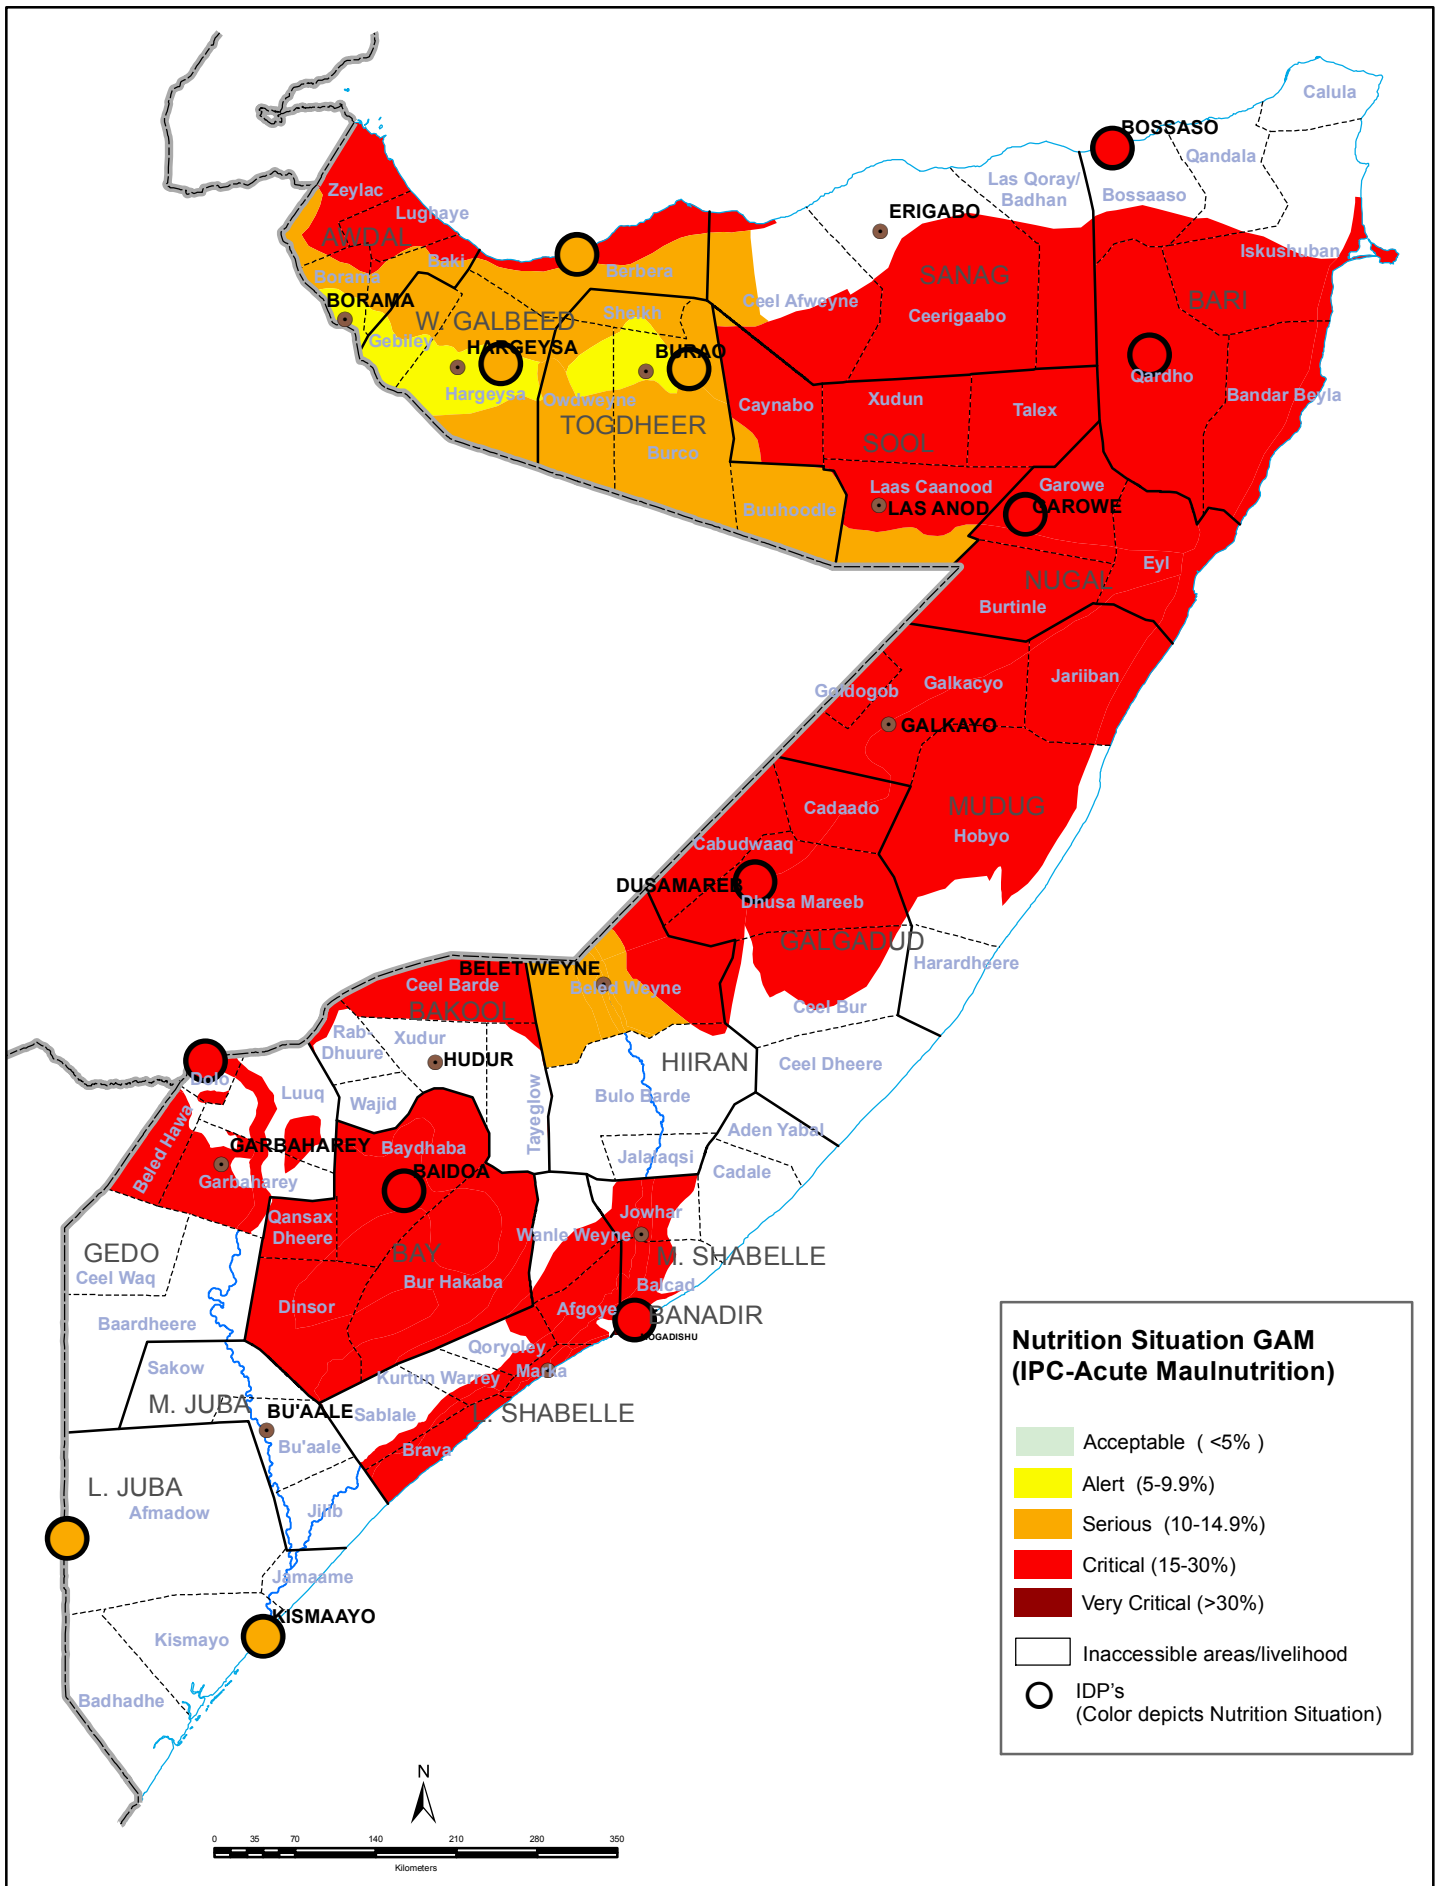 Calula
BOSSASO
Qandala
Las Qoray/
Badhan
Bossaaso
Zeylac
Lughaye
ERIGABO
AWDAL
Iskushuban
Baki
Berbera
SANAG
Borama
BARI
BORAMA
Ceel Afweyne
Sheikh
Ceerigaabo
W. GALBEED
Gebiley
HARGEYSA
BURAO
Qardho
Hargeysa
Owdweyne
Caynabo
Xudun
Talex
Bandar Beyla
TOGDHEER
SOOL
Burco
Laas Caanood
Garowe
Buuhoodle
LAS ANOD
GAROWE
Eyl
NUGAL
Burtinle
Jariiban
Galkacyo
Goldogob
GALKAYO
Cadaado
MUDUG
Hobyo
Cabudwaaq
DUSAMAREB
Dhusa Mareeb
GALGADUD
Harardheere
BELET WEYNE
Beled Weyne
Ceel Barde
BAKOOL
Ceel Bur
Rab-
Dhuure
Xudur
HUDUR
HIIRAN
Ceel Dheere
Dolo
Luuq
Wajid
Tayeglow
Bulo Barde
Aden Yabal
Beled Hawa
GARBAHAREY
Baydhaba
Jalalaqsi
Cadale
BAIDOA
Garbaharey
Qansax
Dheere
Jowhar
Wanle Weyne
GEDO
BAY
M. SHABELLE
Ceel Waq
Bur Hakaba
Balcad
Dinsor
Afgoye
BANADIR
Baardheere
MOGADISHU
Qoryoley
Sakow
Kurtun Warrey
Marka
M. JUBA
BU'AALE
Sablale
L. SHABELLE
Bu'aale
Brava
L. JUBA
Afmadow
Jilib
Jamaame
KISMAAYO
Kismayo
Badhadhe
Nutrition Situation GAM
(IPC-Acute Maulnutrition)
Acceptable ( <5% )
Alert (5-9.9%)
Serious (10-14.9%)
Critical (15-30%)
Very Critical (>30%)
Inaccessible areas/livelihood
IDP's
(Color depicts Nutrition Situation)
N
0 35 70 140 210 280 350
Kilometers